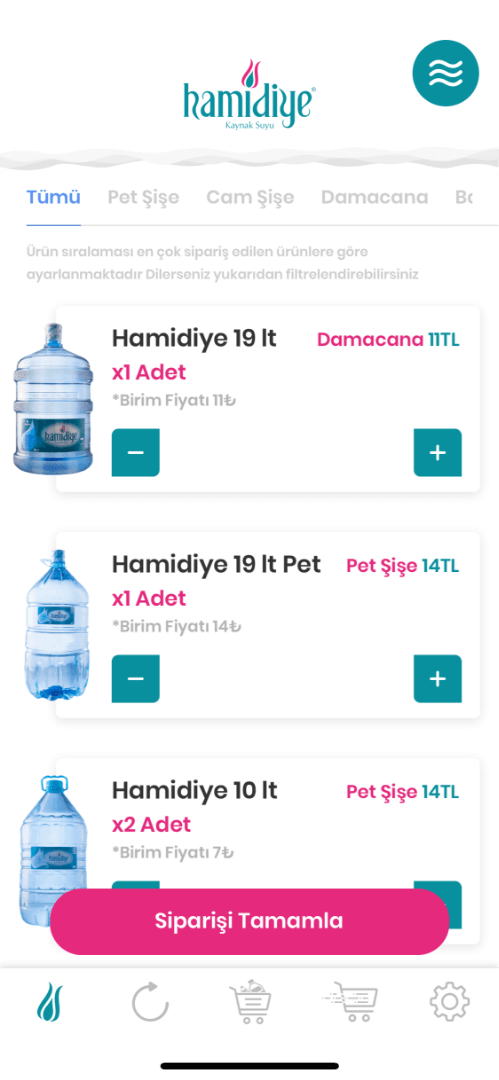 hamidiye®
Kaynak Suyu
Tümü Pet Şişe Cam Şişe Damacana
Ürün sıralaması en çok sipariş edilen ürünlere göre
ayarlanmaktadır Dilerseniz yukarıdan filtrelendirebilirsiniz
Hamidiye 19 lt Damacana 11TL
x1 Adet
*Birim Fiyatı 11₺
hamidiye
− +
Hamidiye 19 lt Pet Pet Şişe 14TL
x1 Adet
*Birim Fiyatı 14₺
− +
Hamidiye 10 lt Pet Şişe 14TL
x2 Adet
*Birim Fiyatı 7₺
Siparişi Tamamla